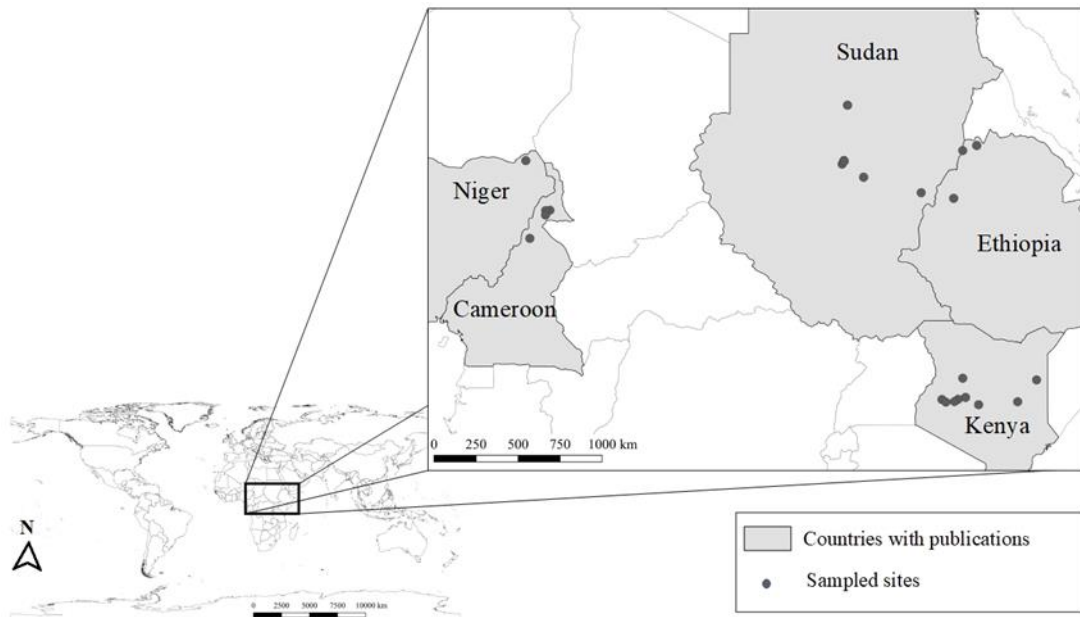 Sudan
Niger
Ethiopia
Cameroon
Kenya
0 250 500 750 1000 km
N
Countries with publications
Sampled sites
0 2500 5000 7500 10000 km